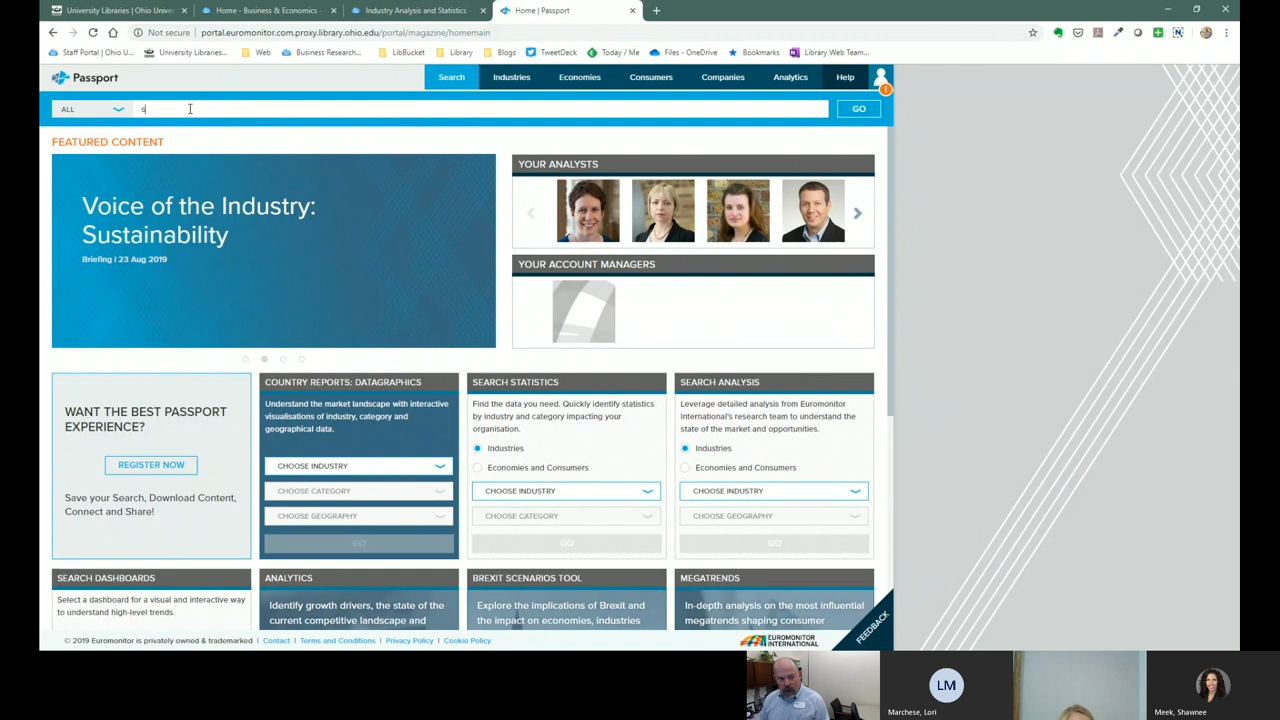 University Libraries | Ohio Univer
Home - Business & Economics -
Industry Analysis and Statistics -
Home | Passport
Not secure
portal.euromonitor.com.proxy.library.ohio.edu/portal/magazine/homemain
Staff Portal | Ohio U...
University Libraries...
Web
Business Research...
LibBucket
Library
Blogs
TweetDeck
Today / Me
Files - OneDrive
Bookmarks
Library Web Team...
Passport
Search
Industries
Economies
Consumers
Companies
Analytics
Help
ALL
s
GO
FEATURED CONTENT
Voice of the Industry:
Sustainability
Briefing | 23 Aug 2019
YOUR ANALYSTS
YOUR ACCOUNT MANAGERS
WANT THE BEST PASSPORT
EXPERIENCE?
REGISTER NOW
Save your Search, Download Content,
Connect and Share!
COUNTRY REPORTS: DATAGRAPHICS
Understand the market landscape with interactive
visualisations of industry, category and
geographical data.
CHOOSE INDUSTRY
CHOOSE CATEGORY
CHOOSE GEOGRAPHY
GO
SEARCH STATISTICS
Find the data you need. Quickly identify statistics
by industry and category impacting your
organisation.
Industries
Economies and Consumers
CHOOSE INDUSTRY
CHOOSE CATEGORY
GO
SEARCH ANALYSIS
Leverage detailed analysis from Euromonitor
International's research team to understand the
state of the market and opportunities.
Industries
Economies and Consumers
CHOOSE INDUSTRY
CHOOSE GEOGRAPHY
GO
SEARCH DASHBOARDS
Select a dashboard for a visual and interactive way
to understand high-level trends.
ANALYTICS
Identify growth drivers, the state of the
current competitive landscape and
BREXIT SCENARIOS TOOL
Explore the implications of Brexit and
the impact on economies, industries
MEGATRENDS
In-depth analysis on the most influential
megatrends shaping consumer
FEEDBACK
© 2019 Euromonitor is privately owned & trademarked | Contact | Terms and Conditions | Privacy Policy | Cookie Policy
EUROMONITOR
INTERNATIONAL
LM
Marchese, Lori
Meek, Shawnee